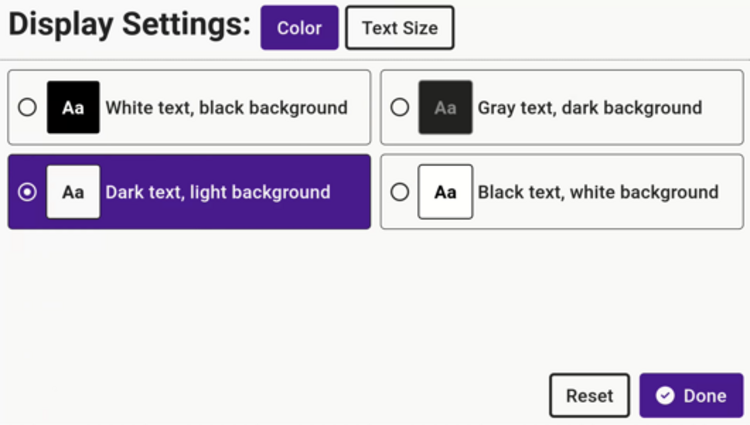 Display Settings: Color Text Size
Aa White text, black background
Aa Gray text, dark background
Aa Dark text, light background
Aa Black text, white background
Reset Done